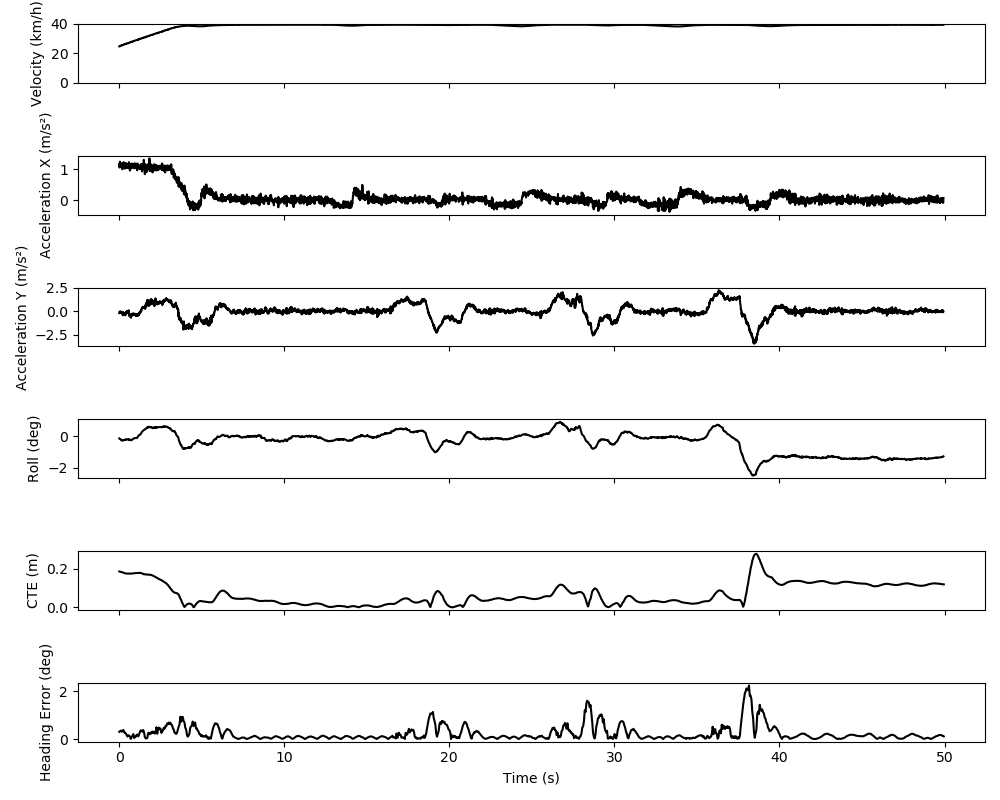 Velocity (km/h)
40
20
0
Acceleration X (m/s²)
1
0
Acceleration Y (m/s²)
2.5
0.0
−2.5
Roll (deg)
0
−2
CTE (m)
0.2
0.0
Heading Error (deg)
2
0
0 10 20 30 40 50
Time (s)